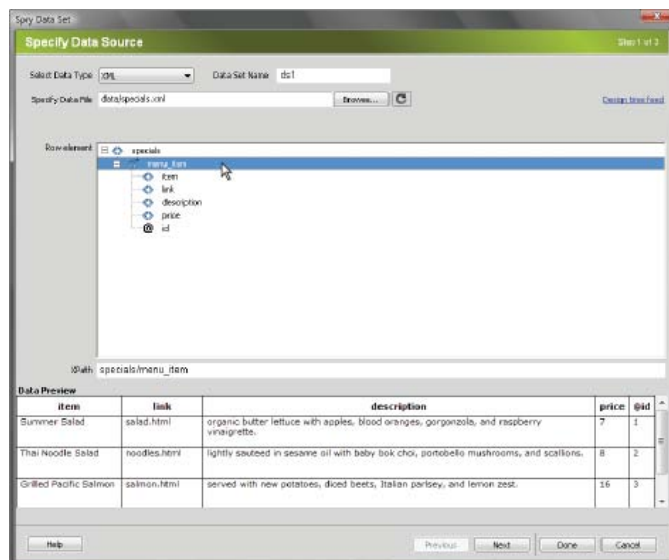 Spry Data Set
Specify Data Source Step 1 of 3
Select Data Type XML Data Set Name ds1
Specify Data File data/specials.xml Browse... Design time feed
Row element specials
menu_item
item
link
description
price
@ id
XPath specials/menu_item
Data Preview
item link description price @id
Summer Salad salad.html organic butter lettuce with apples, blood oranges, gorgonzola, and raspberry
vinaigrette. 7 1
Thai Noodle Salad noodles.html lightly sauteed in sesame oil with baby bok choi, portobello mushrooms, and scallions. 8 2
Grilled Pacific Salmon salmon.html served with new potatoes, diced beets, Italian parlsey, and lemon zest. 16 3
Help Previous Next Done Cancel